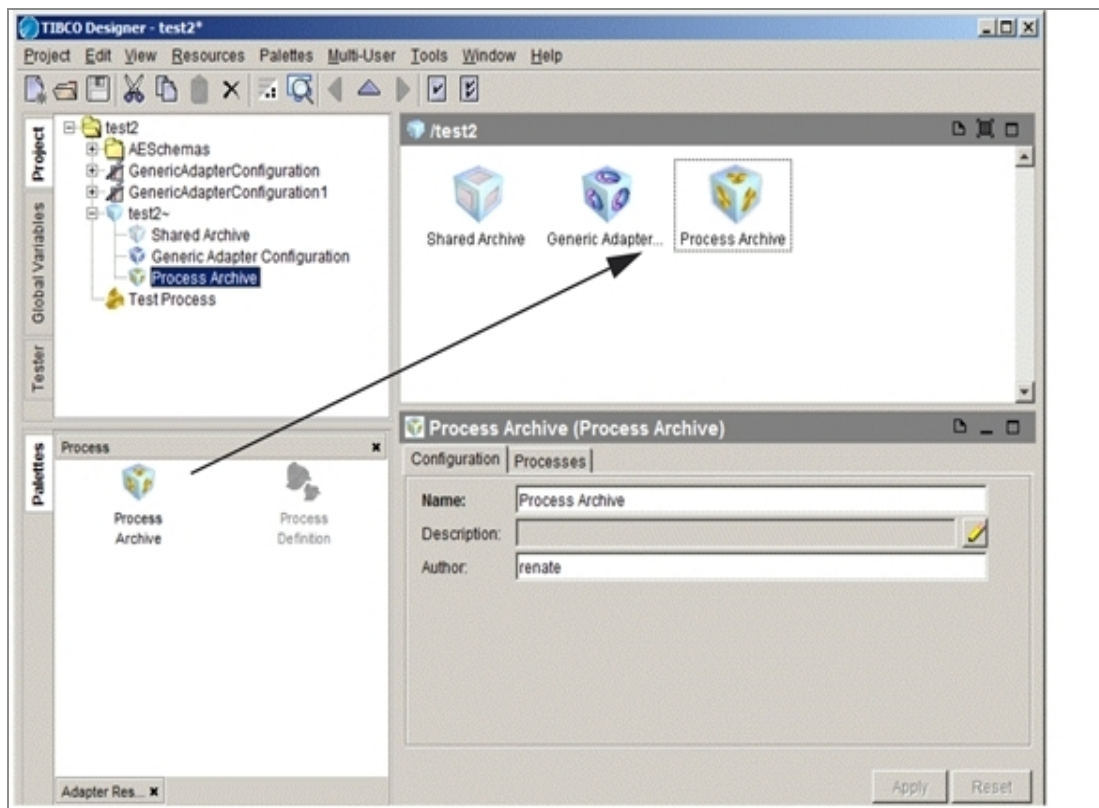 TIBCO Designer - test2*
Project Edit View Resources Palettes Multi-User Tools Window Help
Project
Global Variables
Tester
test2
AESchemas
GenericAdapterConfiguration
GenericAdapterConfiguration1
test2~
Shared Archive
Generic Adapter Configuration
Process Archive
Test Process
/test2
Shared Archive
Generic Adapter...
Process Archive
Palettes
Process
Process
Archive
Process
Definition
Adapter Res...
Process Archive (Process Archive)
Configuration Processes
Name: Process Archive
Description:
Author: renate
Apply Reset